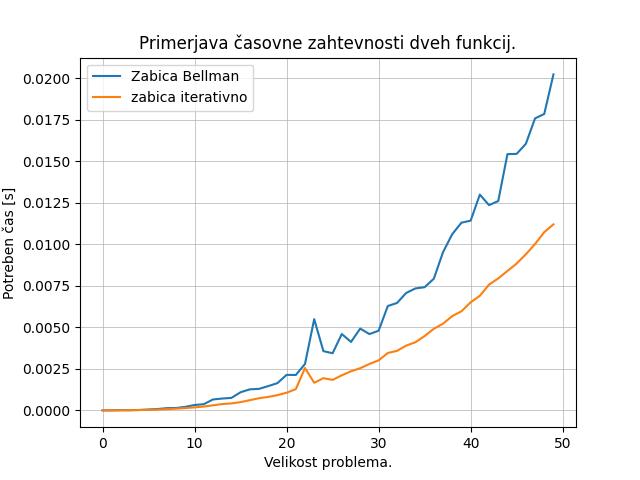 Primerjava časovne zahtevnosti dveh funkcij.
Zabica Bellman
zabica iterativno
0.0200
0.0175
0.0150
0.0125
0.0100
0.0075
0.0050
0.0025
0.0000
Potreben čas [s]
0 10 20 30 40 50
Velikost problema.